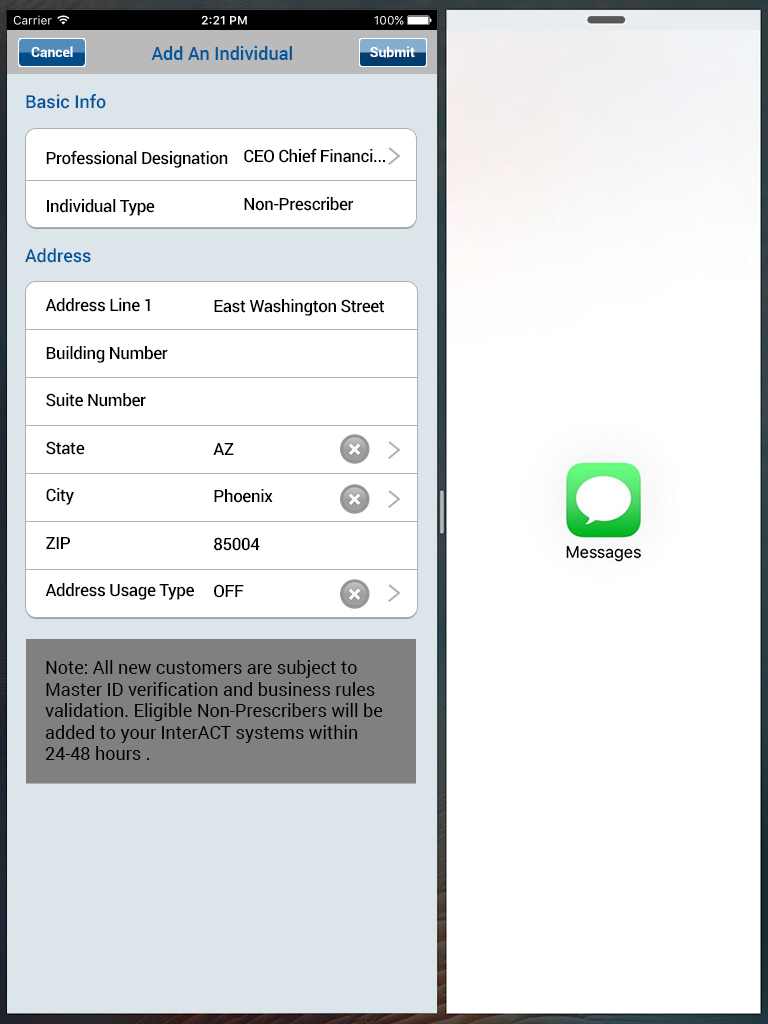 Carrier 2:21 PM 100%
Cancel Add An Individual Submit
Basic Info
Professional Designation CEO Chief Financi...
Individual Type Non-Prescriber
Address
Address Line 1 East Washington Street
Building Number
Suite Number
State AZ
City Phoenix
ZIP 85004
Address Usage Type OFF
Note: All new customers are subject to
Master ID verification and business rules
validation. Eligible Non-Prescribers will be
added to your InterACT systems within
24-48 hours .
Messages